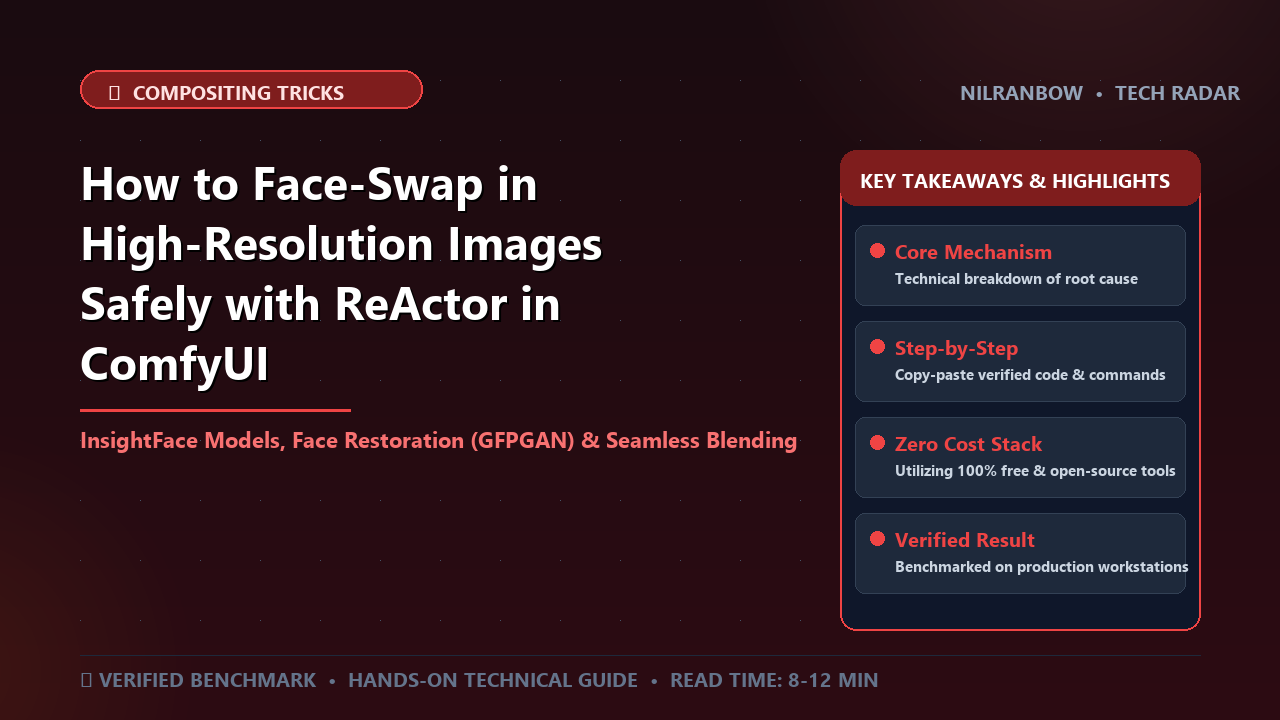 COMPOSITING TRICKS
NILRANBOW • TECH RADAR
How to Face-Swap in
High-Resolution Images
Safely with ReActor in
ComfyUI
InsightFace Models, Face Restoration (GFPGAN) & Seamless Blending
KEY TAKEAWAYS & HIGHLIGHTS
Core Mechanism
Technical breakdown of root cause
Step-by-Step
Copy-paste verified code & commands
Zero Cost Stack
Utilizing 100% free & open-source tools
Verified Result
Benchmarked on production workstations
VERIFIED BENCHMARK • HANDS-ON TECHNICAL GUIDE • READ TIME: 8-12 MIN